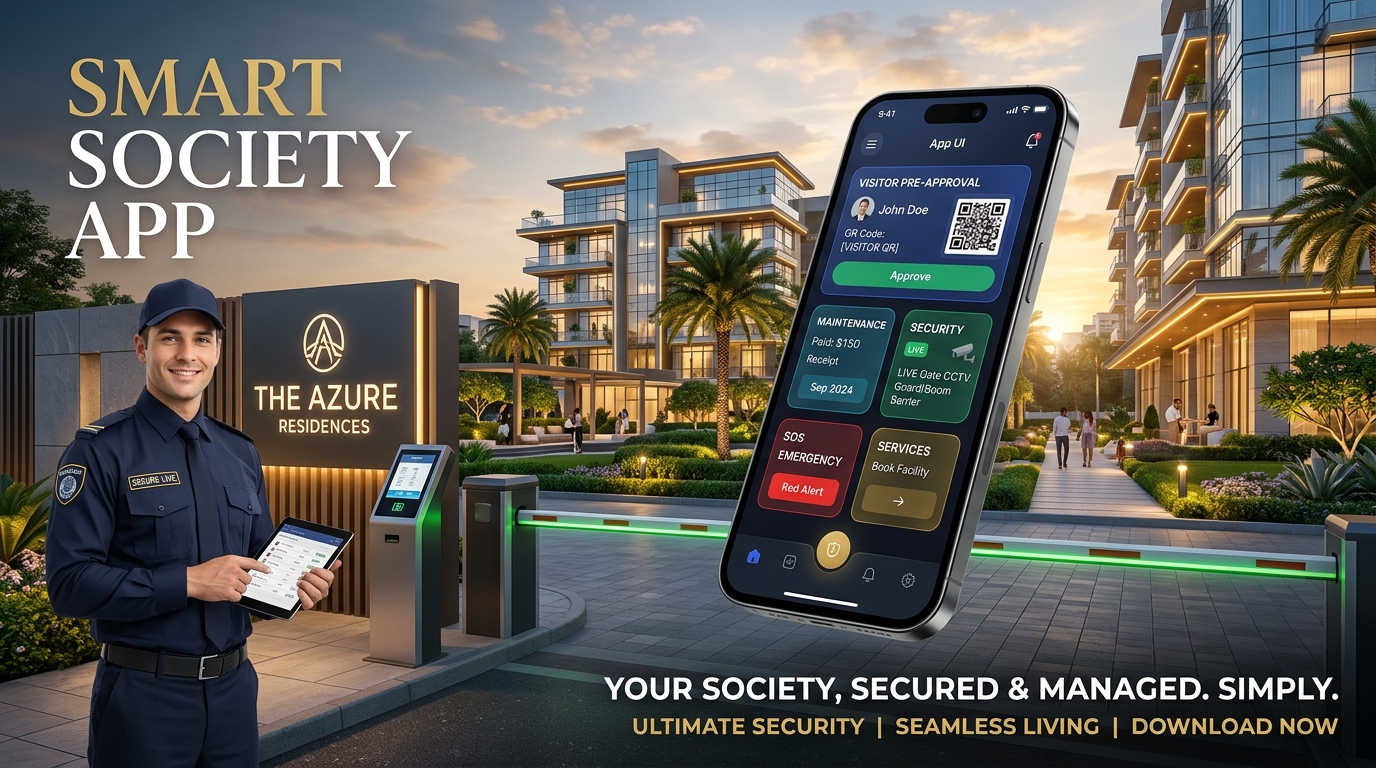 SMART
SOCIETY
APP
THE AZURE
RESIDENCES
SECURE LIVE
9:41
App UI
VISITOR PRE-APPROVAL
John Doe
GR Code:
[VISITOR QR]
Approve
MAINTENANCE
Paid: $150
Receipt
Sep 2024
SECURITY
LIVE
LIVE Gate CCTV
Goard/Boom
Barrier
SOS
EMERGENCY
Red Alert
SERVICES
Book Facility
YOUR SOCIETY, SECURED & MANAGED. SIMPLY.
ULTIMATE SECURITY | SEAMLESS LIVING | DOWNLOAD NOW